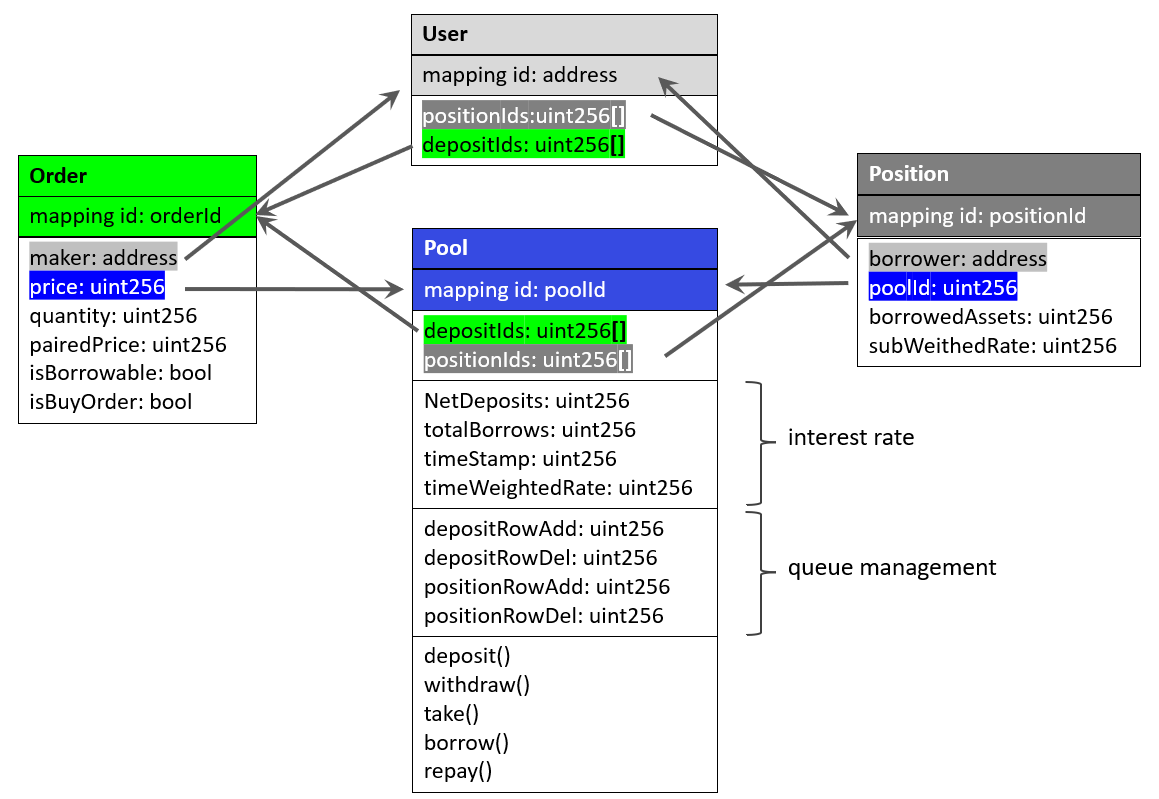 User
mapping id: address
positionIds:uint256[]
depositIds: uint256[]
Order
mapping id: orderId
maker: address
price: uint256
quantity: uint256
pairedPrice: uint256
isBorrowable: bool
isBuyOrder: bool
Pool
mapping id: poolId
depositIds: uint256[]
positionIds: uint256[]
NetDeposits: uint256
totalBorrows: uint256
timeStamp: uint256
timeWeightedRate: uint256
depositRowAdd: uint256
depositRowDel: uint256
positionRowAdd: uint256
positionRowDel: uint256
deposit()
withdraw()
take()
borrow()
repay()
interest rate
queue management
Position
mapping id: positionId
borrower: address
poolId: uint256
borrowedAssets: uint256
subWeithedRate: uint256